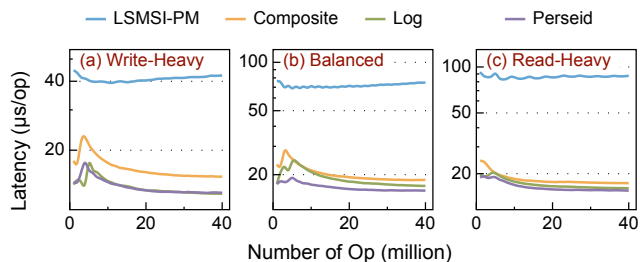 LSMSI-PM Composite Log Perseid
Latency (μs/op)
(a) Write-Heavy
40
20
0 20 40
(b) Balanced
100
50
20
0 20 40
(c) Read-Heavy
100
50
20
0 20 40
Number of Op (million)